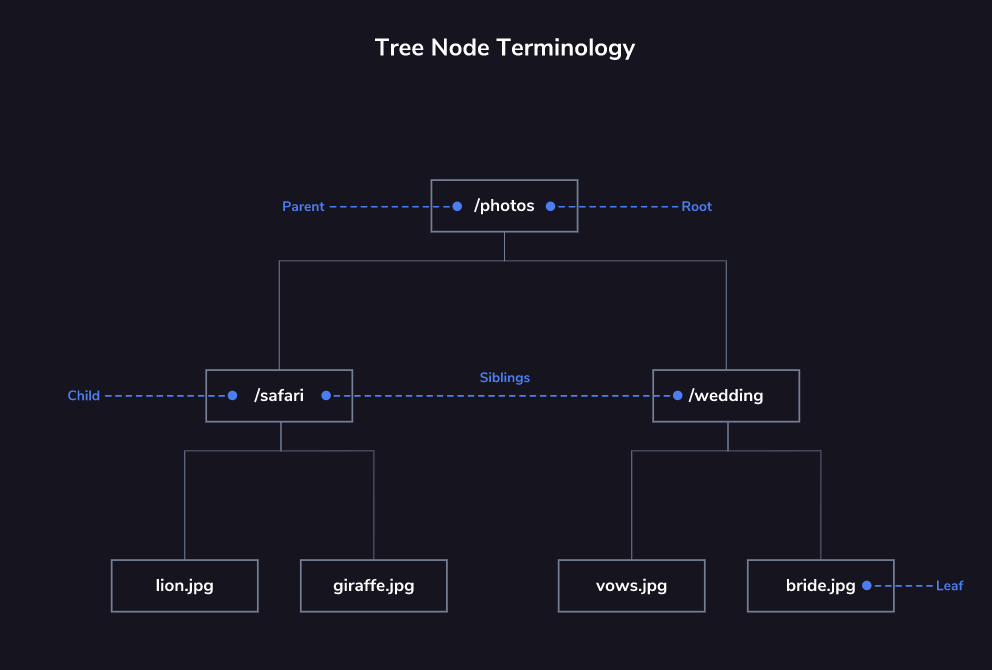 Tree Node Terminology
Parent
/photos
Root
Siblings
Child
/safari
/wedding
lion.jpg
giraffe.jpg
vows.jpg
bride.jpg
Leaf